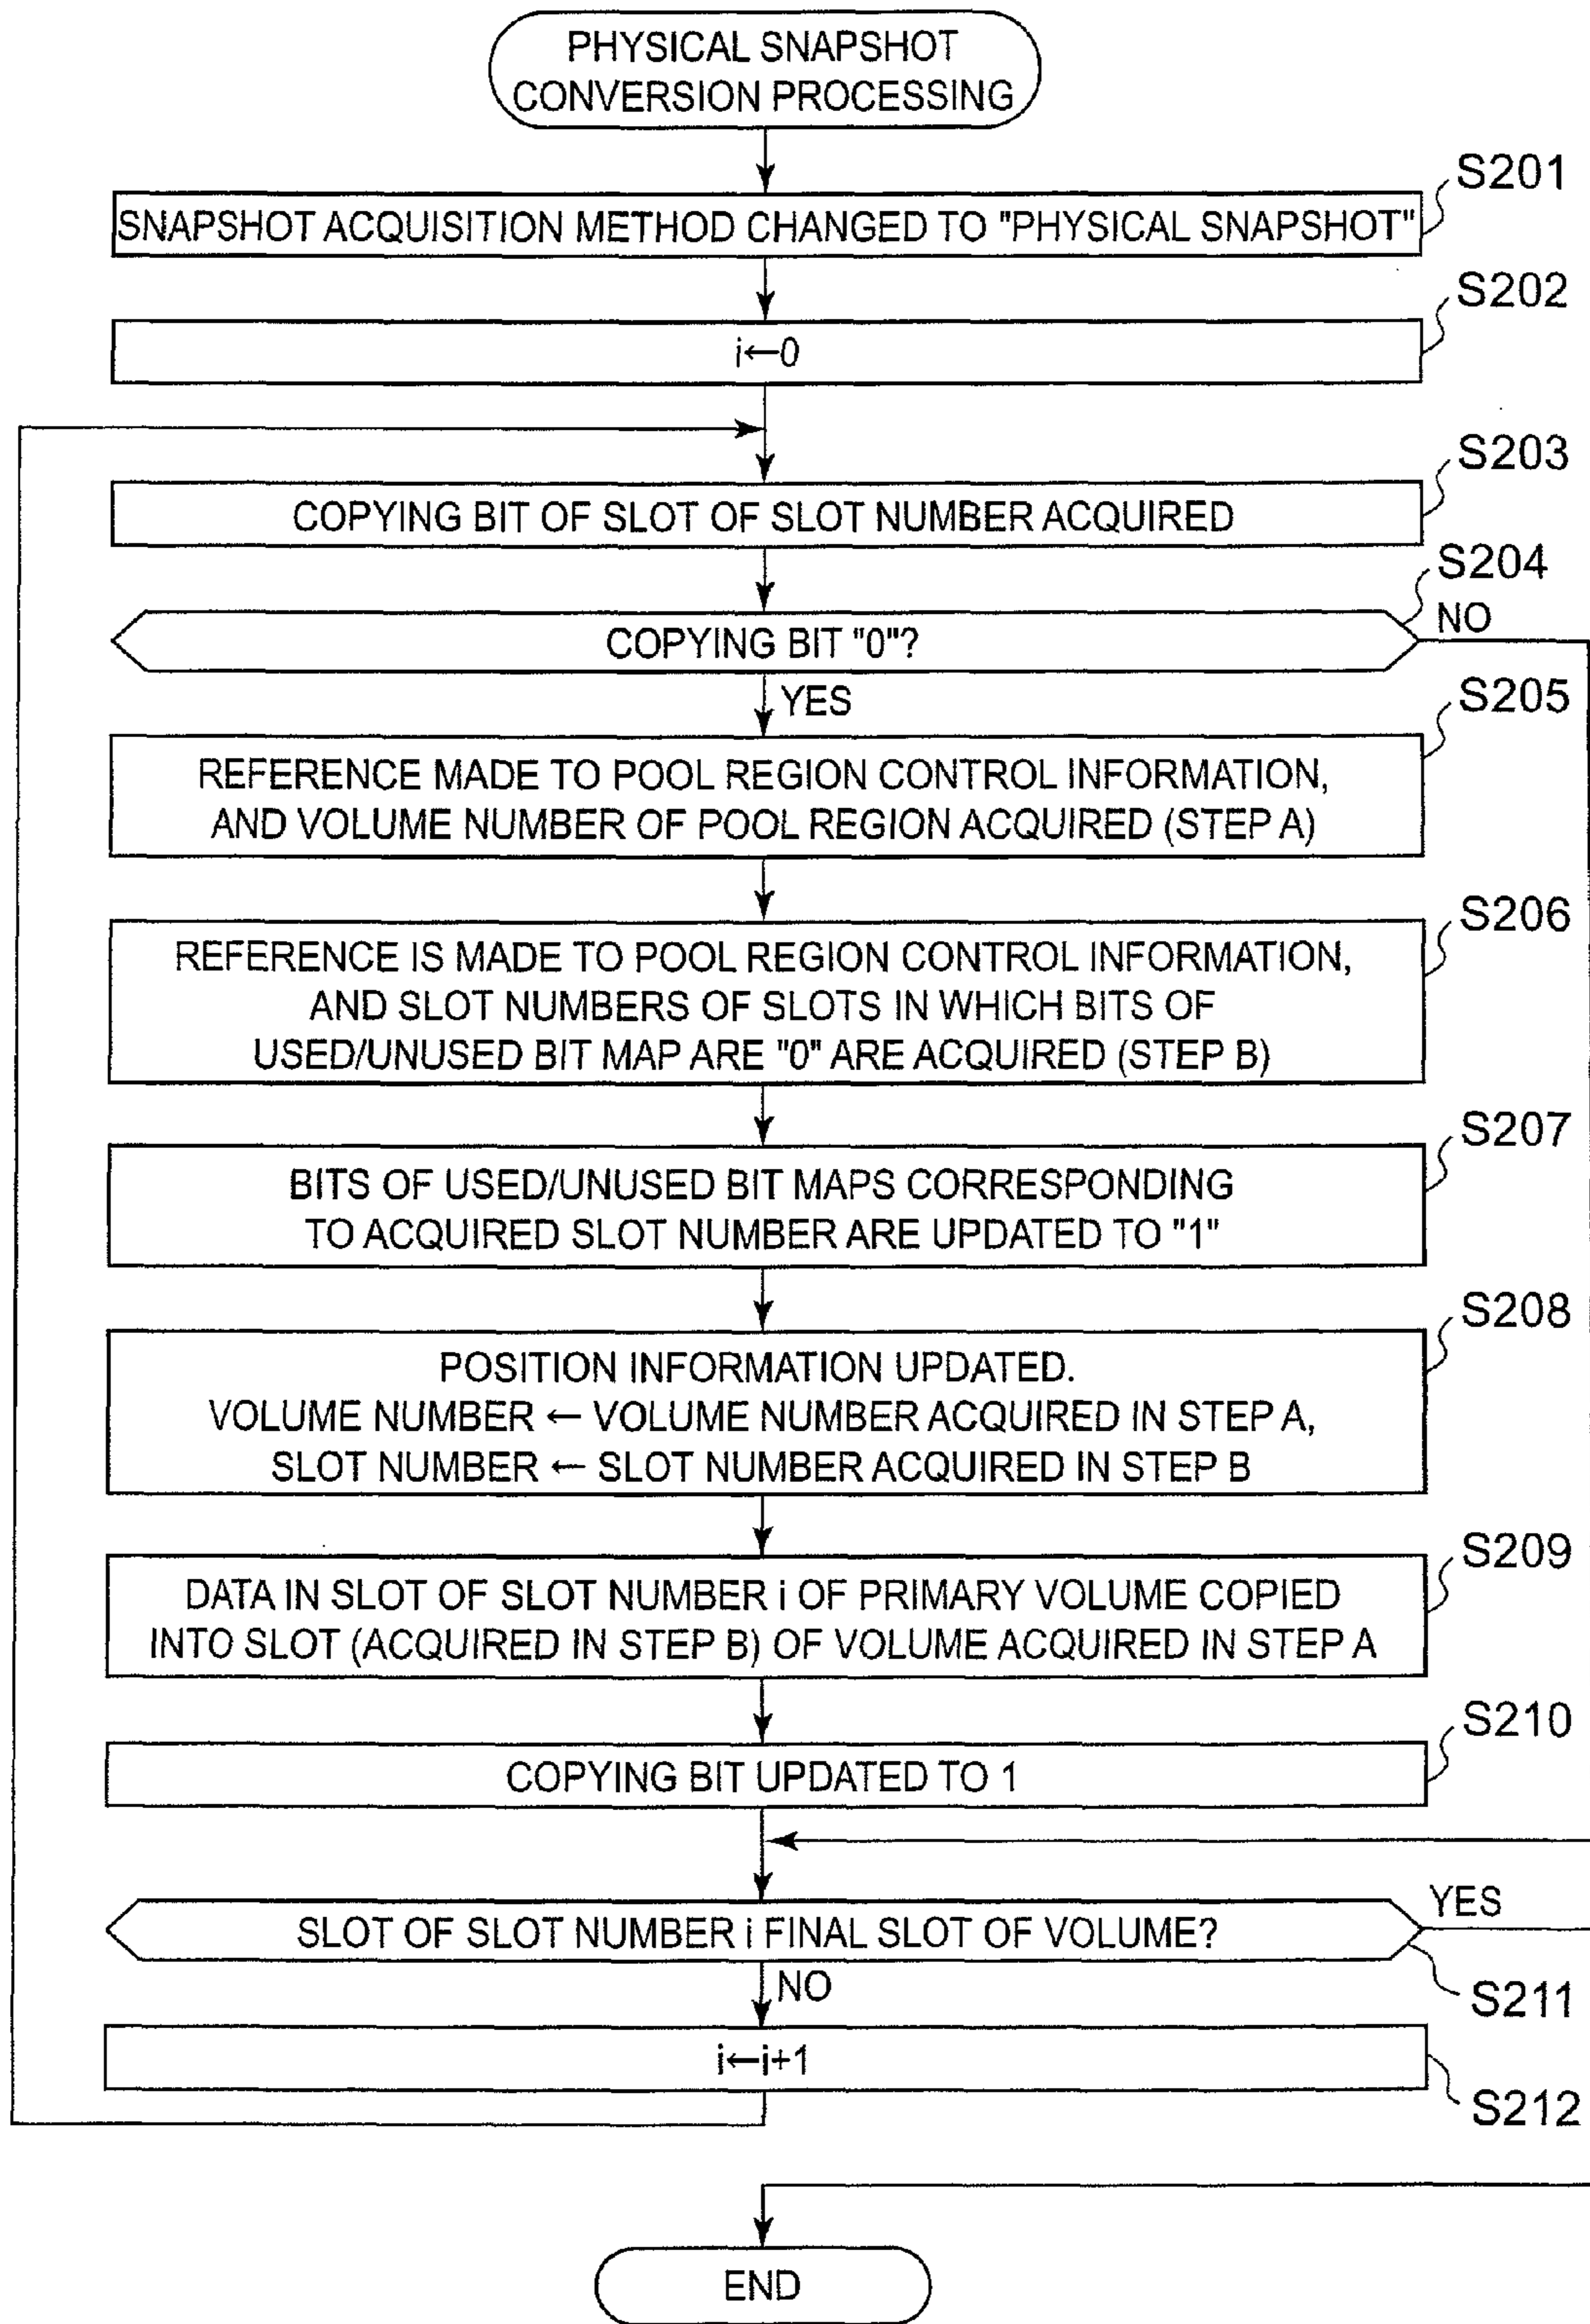 PHYSICAL SNAPSHOT
CONVERSION PROCESSING
S201
SNAPSHOT ACQUISITION METHOD CHANGED TO "PHYSICAL SNAPSHOT"
S202
i←0
S203
COPYING BIT OF SLOT OF SLOT NUMBER ACQUIRED
S204
COPYING BIT "0"?
NO
YES
S205
REFERENCE MADE TO POOL REGION CONTROL INFORMATION,
AND VOLUME NUMBER OF POOL REGION ACQUIRED (STEP A)
S206
REFERENCE IS MADE TO POOL REGION CONTROL INFORMATION,
AND SLOT NUMBERS OF SLOTS IN WHICH BITS OF
USED/UNUSED BIT MAP ARE "0" ARE ACQUIRED (STEP B)
S207
BITS OF USED/UNUSED BIT MAPS CORRESPONDING
TO ACQUIRED SLOT NUMBER ARE UPDATED TO "1"
S208
POSITION INFORMATION UPDATED.
VOLUME NUMBER ← VOLUME NUMBER ACQUIRED IN STEP A,
SLOT NUMBER ← SLOT NUMBER ACQUIRED IN STEP B
S209
DATA IN SLOT OF SLOT NUMBER i OF PRIMARY VOLUME COPIED
INTO SLOT (ACQUIRED IN STEP B) OF VOLUME ACQUIRED IN STEP A
S210
COPYING BIT UPDATED TO 1
SLOT OF SLOT NUMBER i FINAL SLOT OF VOLUME?
YES
S211
NO
i←i+1
S212
END